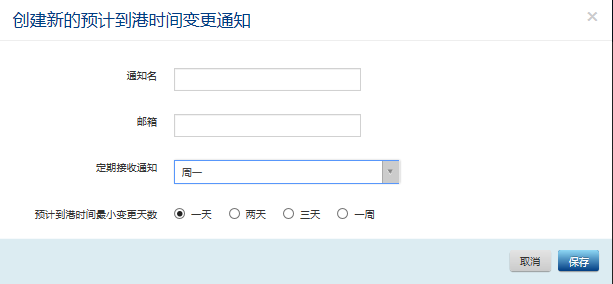 创建新的预计到港时间变更通知
通知名
邮箱
定期接收通知 周一
预计到港时间最小变更天数 一天 两天 三天 一周
取消 保存